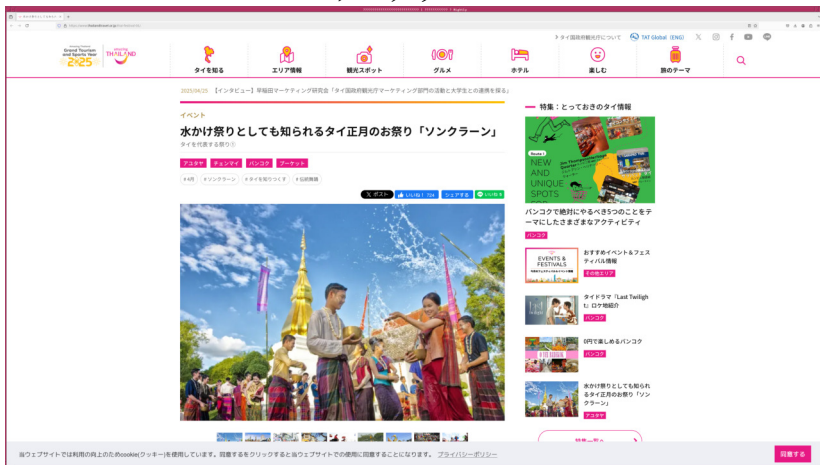 タイ国政府観光庁について
TAT Global (ENG)
Grand Tourism
and Sports Year
2025
amazing
THAILAND
タイを知る
エリア情報
観光スポット
グルメ
ホテル
楽しむ
旅のテーマ
2025/04/25 【インタビュー】早稲田マーケティング研究会「タイ国政府観光庁マーケティング部門の活動と大学生との連携を探る」
イベント
水かけ祭りとしても知られるタイ正月のお祭り「ソンクラーン」
タイを代表する祭り①
アユタヤ チェンマイ バンコク プーケット
#4月 #ソンクラーン #タイを知りつくす #伝統舞踊
X ポスト いいね! 724 シェアする
特集:とっておきのタイ情報
Route 1
NEW
AND
UNIQUE
SPOTS
FOR
バンコクで絶対にやるべき5つのことをテ
ーマにしたさまざまなアクティビティ
バンコク
EVENTS &
FESTIVALS
おすすめイベント&フェス
ティバル情報
その他エリア
タイドラマ『Last Twiligh
t』ロケ地紹介
バンコク
0円で楽しめるバンコク
バンコク
水かけ祭りとしても知られ
るタイ正月のお祭り「ソン
クラーン」
アユタヤ
特集一覧へ
当ウェブサイトでは利用の向上のためcookie(クッキー)を使用しています。同意するをクリックすると当ウェブサイトでの使用に同意することになります。 プライバシーポリシー
同意する